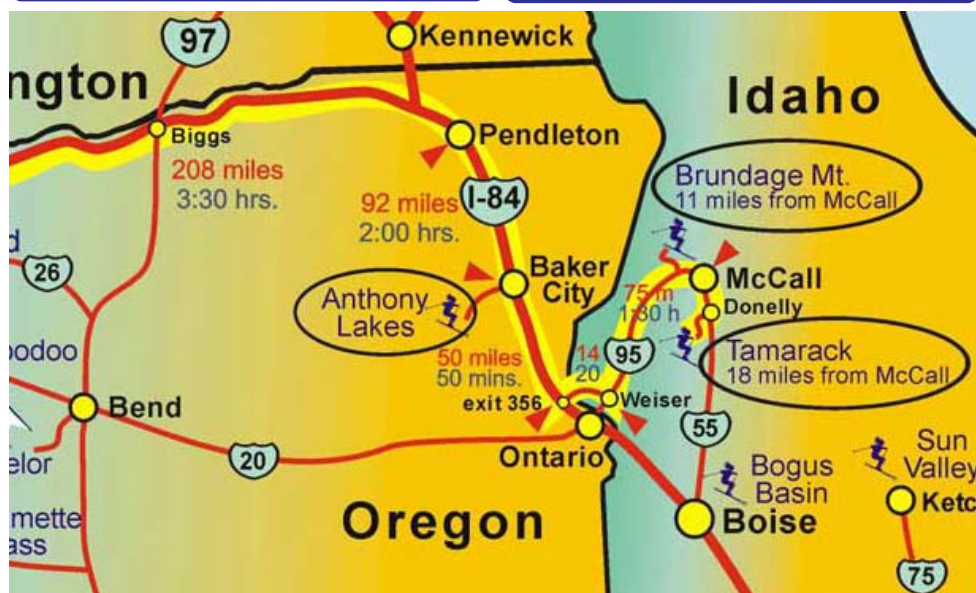 97
Kennewick
ngton
Idaho
Biggs
Pendleton
208 miles
3:30 hrs.
Brundage Mt.
11 miles from McCall
92 miles
2:00 hrs.
I-84
d
26
Baker
City
McCall
75 m
1:30 h
Donelly
Anthony
Lakes
oodoo
50 miles
50 mins.
14
20
95
Tamarack
18 miles from McCall
exit 356
Weiser
Bend
55
Ontario
20
elor
Bogus
Basin
Sun
Valley
Ketc
mette
ass
Oregon
Boise
75